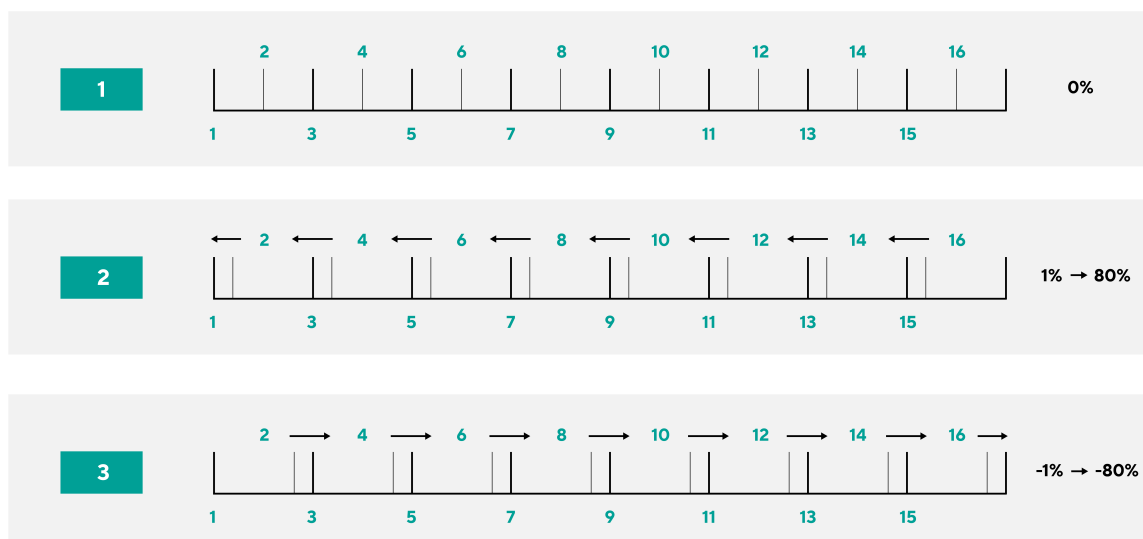 2 4 6 8 10 12 14 16
1 0%
1 3 5 7 9 11 13 15
← 2 ← 4 ← 6 ← 8 ← 10 ← 12 ← 14 ← 16
2 1% → 80%
1 3 5 7 9 11 13 15
2 → 4 → 6 → 8 → 10 → 12 → 14 → 16 →
3 -1% → -80%
1 3 5 7 9 11 13 15